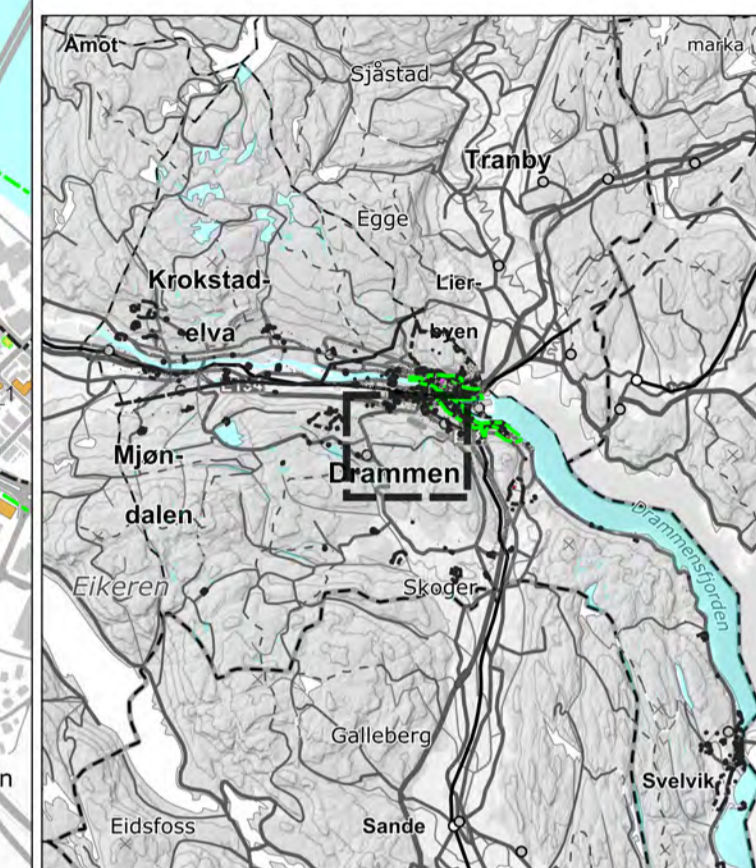 Åmot
marka
Sjåstad
Tranby
Egge
Krokstad-
Lier-
elva
byen
Mjøn-
Drammen
dalen
Drammensfjorden
Eikeren
Skoger
Galleberg
Svelvik
Eidsfoss
Sande